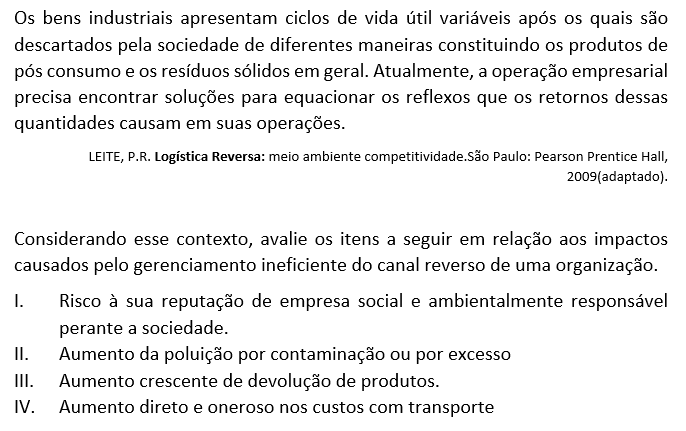 Os bens industriais apresentam ciclos de vida útil variáveis após os quais são
descartados pela sociedade de diferentes maneiras constituindo os produtos de
pós consumo e os resíduos sólidos em geral. Atualmente, a operação empresarial
precisa encontrar soluções para equacionar os reflexos que os retornos dessas
quantidades causam em suas operações.
LEITE, P.R. Logística Reversa: meio ambiente competitividade.São Paulo: Pearson Prentice Hall,
2009(adaptado).
Considerando esse contexto, avalie os itens a seguir em relação aos impactos
causados pelo gerenciamento ineficiente do canal reverso de uma organização.
I. Risco à sua reputação de empresa social e ambientalmente responsável
perante a sociedade.
II. Aumento da poluição por contaminação ou por excesso
III. Aumento crescente de devolução de produtos.
IV. Aumento direto e oneroso nos custos com transporte